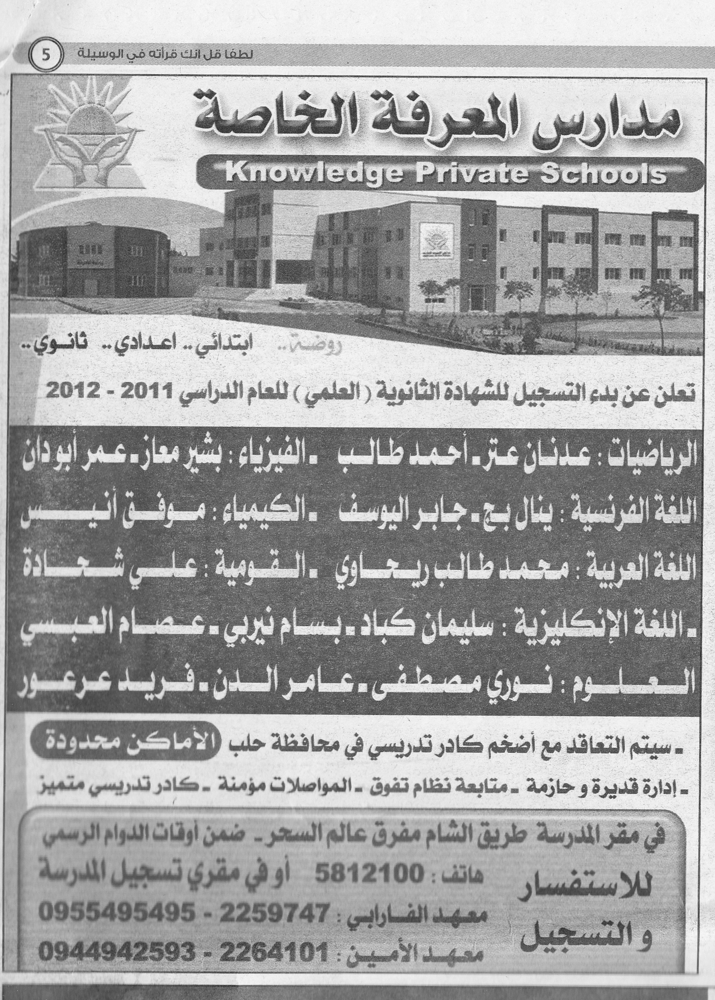 5 لطفا قل انك قرأته في الوسيلة
مدارس المعرفة الخاصة
Knowledge Private Schools
روضة.. ابتدائي.. اعدادي.. ثانوي..
تعلن عن بدء التسجيل للشهادة الثانوية ( العلمي ) للعام الدراسي 2011 - 2012
الرياضيات : عدنان عتر - أحمد طالب - الفيزياء : بشير معاز - عمر أبو دان
اللغة الفرنسية : ينال بج - جابر اليوسف - الكيمياء : موفق أنيس
اللغة العربية : محمد طالب ريحاوي - القومية : علي شحادة
- اللغة الإنكليزية : سليمان كباد - بسام نيربي - عصام العبسي
العلوم : نوري مصطفى - عامر الدن - فريد عرعور
- سيتم التعاقد مع أضخم كادر تدريسي في محافظة حلب الأماكن محدودة
- إدارة قديرة و حازمة - متابعة نظام تفوق - المواصلات مؤمنة - كادر تدريسي متميز
في مقر المدرسة طريق الشام مفرق عالم السحر - ضمن أوقات الدوام الرسمي
للاستفسار هاتف : 5812100 أو في مقري تسجيل المدرسة
و التسجيل معهد الفارابي : 2259747 - 0955495495
معهد الأمين : 2264101 - 0944942593